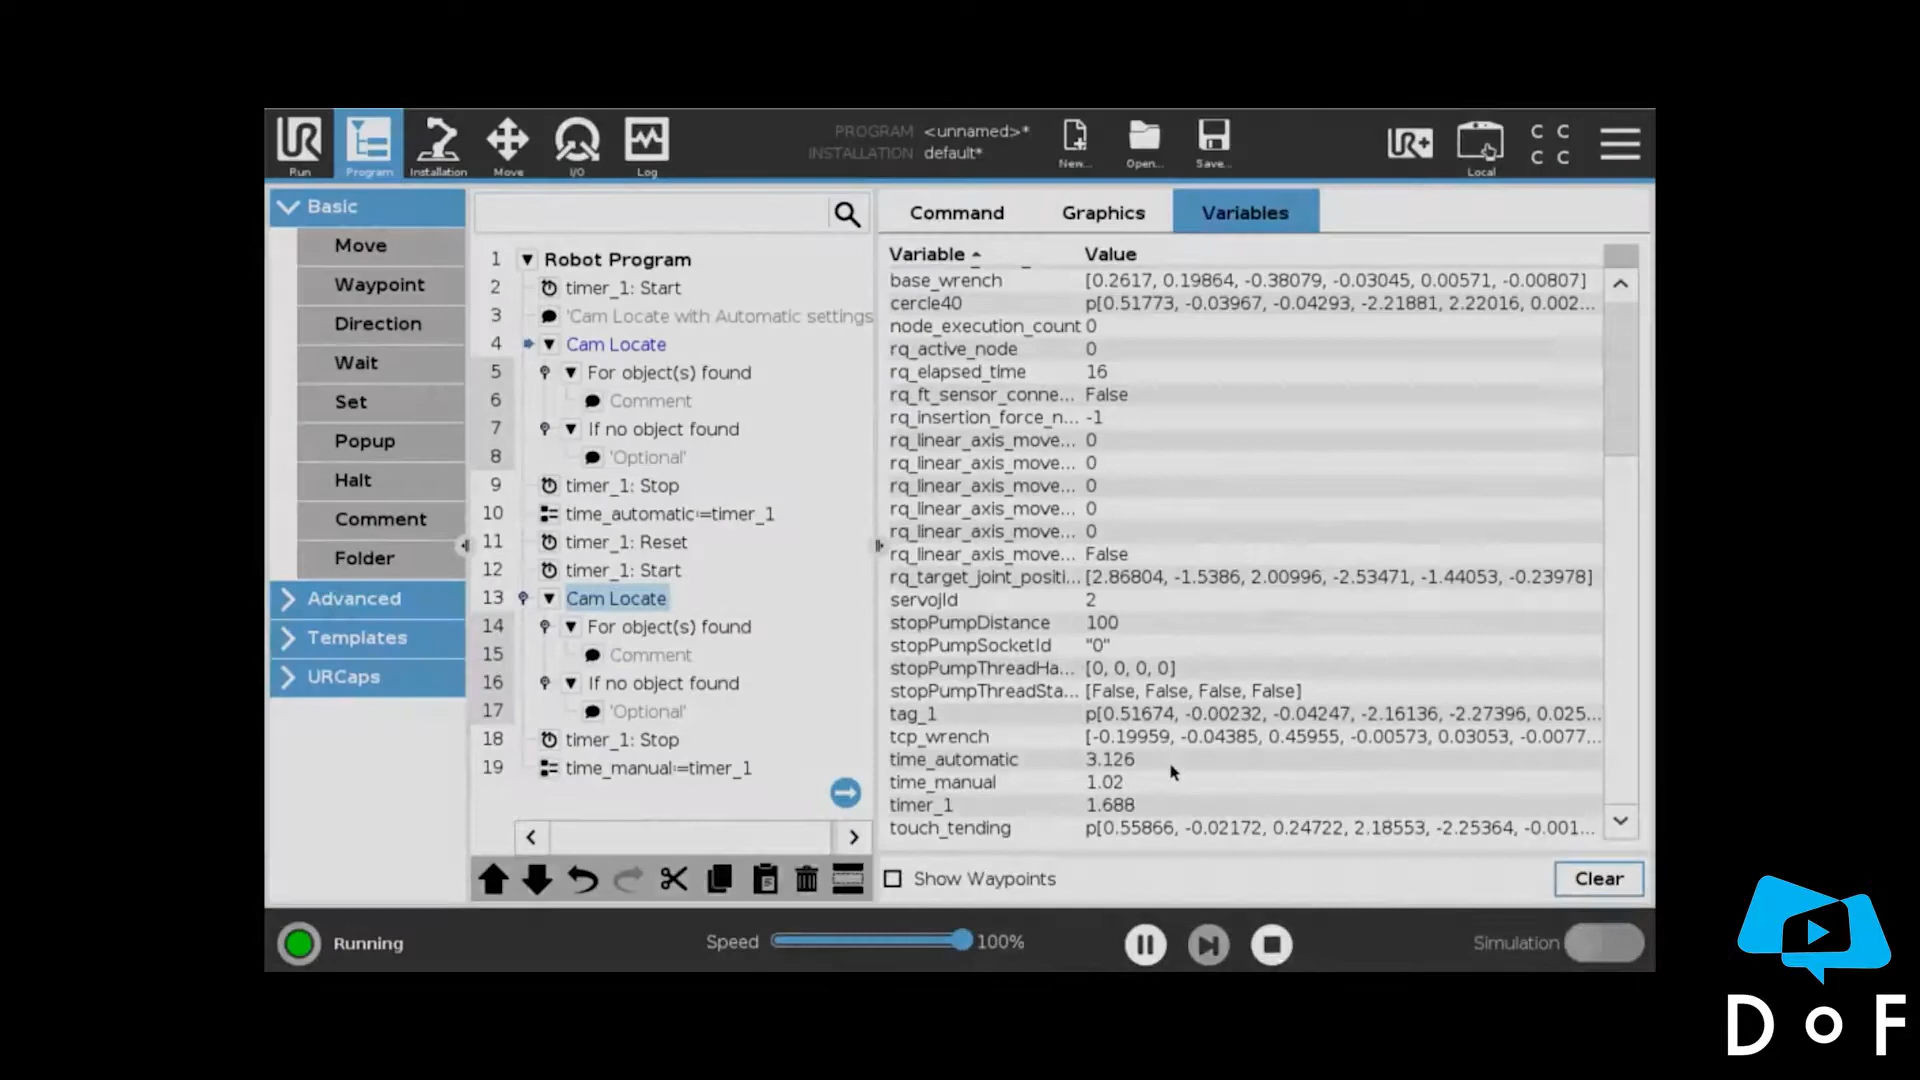 PROGRAM <unnamed>*
INSTALLATION default*
Run
Program
Installation
Move
I/O
Log
New...
Open...
Save...
UR+
Local
C C
C C
Basic
Move
Waypoint
Direction
Wait
Set
Popup
Halt
Comment
Folder
Advanced
Templates
URCaps
1 Robot Program
2 timer_1: Start
3 'Cam Locate with Automatic settings
4 Cam Locate
5 For object(s) found
6 Comment
7 If no object found
8 'Optional'
9 timer_1: Stop
10 time_automatic:=timer_1
11 timer_1: Reset
12 timer_1: Start
13 Cam Locate
14 For object(s) found
15 Comment
16 If no object found
17 'Optional'
18 timer_1: Stop
19 time_manual:=timer_1
Command Graphics Variables
Variable Value
base_wrench [0.2617, 0.19864, -0.38079, -0.03045, 0.00571, -0.00807]
cercle40 p[0.51773, -0.03967, -0.04293, -2.21881, 2.22016, 0.002...
node_execution_count 0
rq_active_node 0
rq_elapsed_time 16
rq_ft_sensor_conne... False
rq_insertion_force_n... -1
rq_linear_axis_move... 0
rq_linear_axis_move... 0
rq_linear_axis_move... 0
rq_linear_axis_move... 0
rq_linear_axis_move... 0
rq_linear_axis_move... False
rq_target_joint_positi... [2.86804, -1.5386, 2.00996, -2.53471, -1.44053, -0.23978]
servojId 2
stopPumpDistance 100
stopPumpSocketId "0"
stopPumpThreadHa... [0, 0, 0, 0]
stopPumpThreadSta... [False, False, False, False]
tag_1 p[0.51674, -0.00232, -0.04247, -2.16136, -2.27396, 0.025...
tcp_wrench [-0.19959, -0.04385, 0.45955, -0.00573, 0.03053, -0.0077...
time_automatic 3.126
time_manual 1.02
timer_1 1.688
touch_tending p[0.55866, -0.02172, 0.24722, 2.18553, -2.25364, -0.001...
Show Waypoints
Clear
Running
Speed 100%
Simulation
DoF